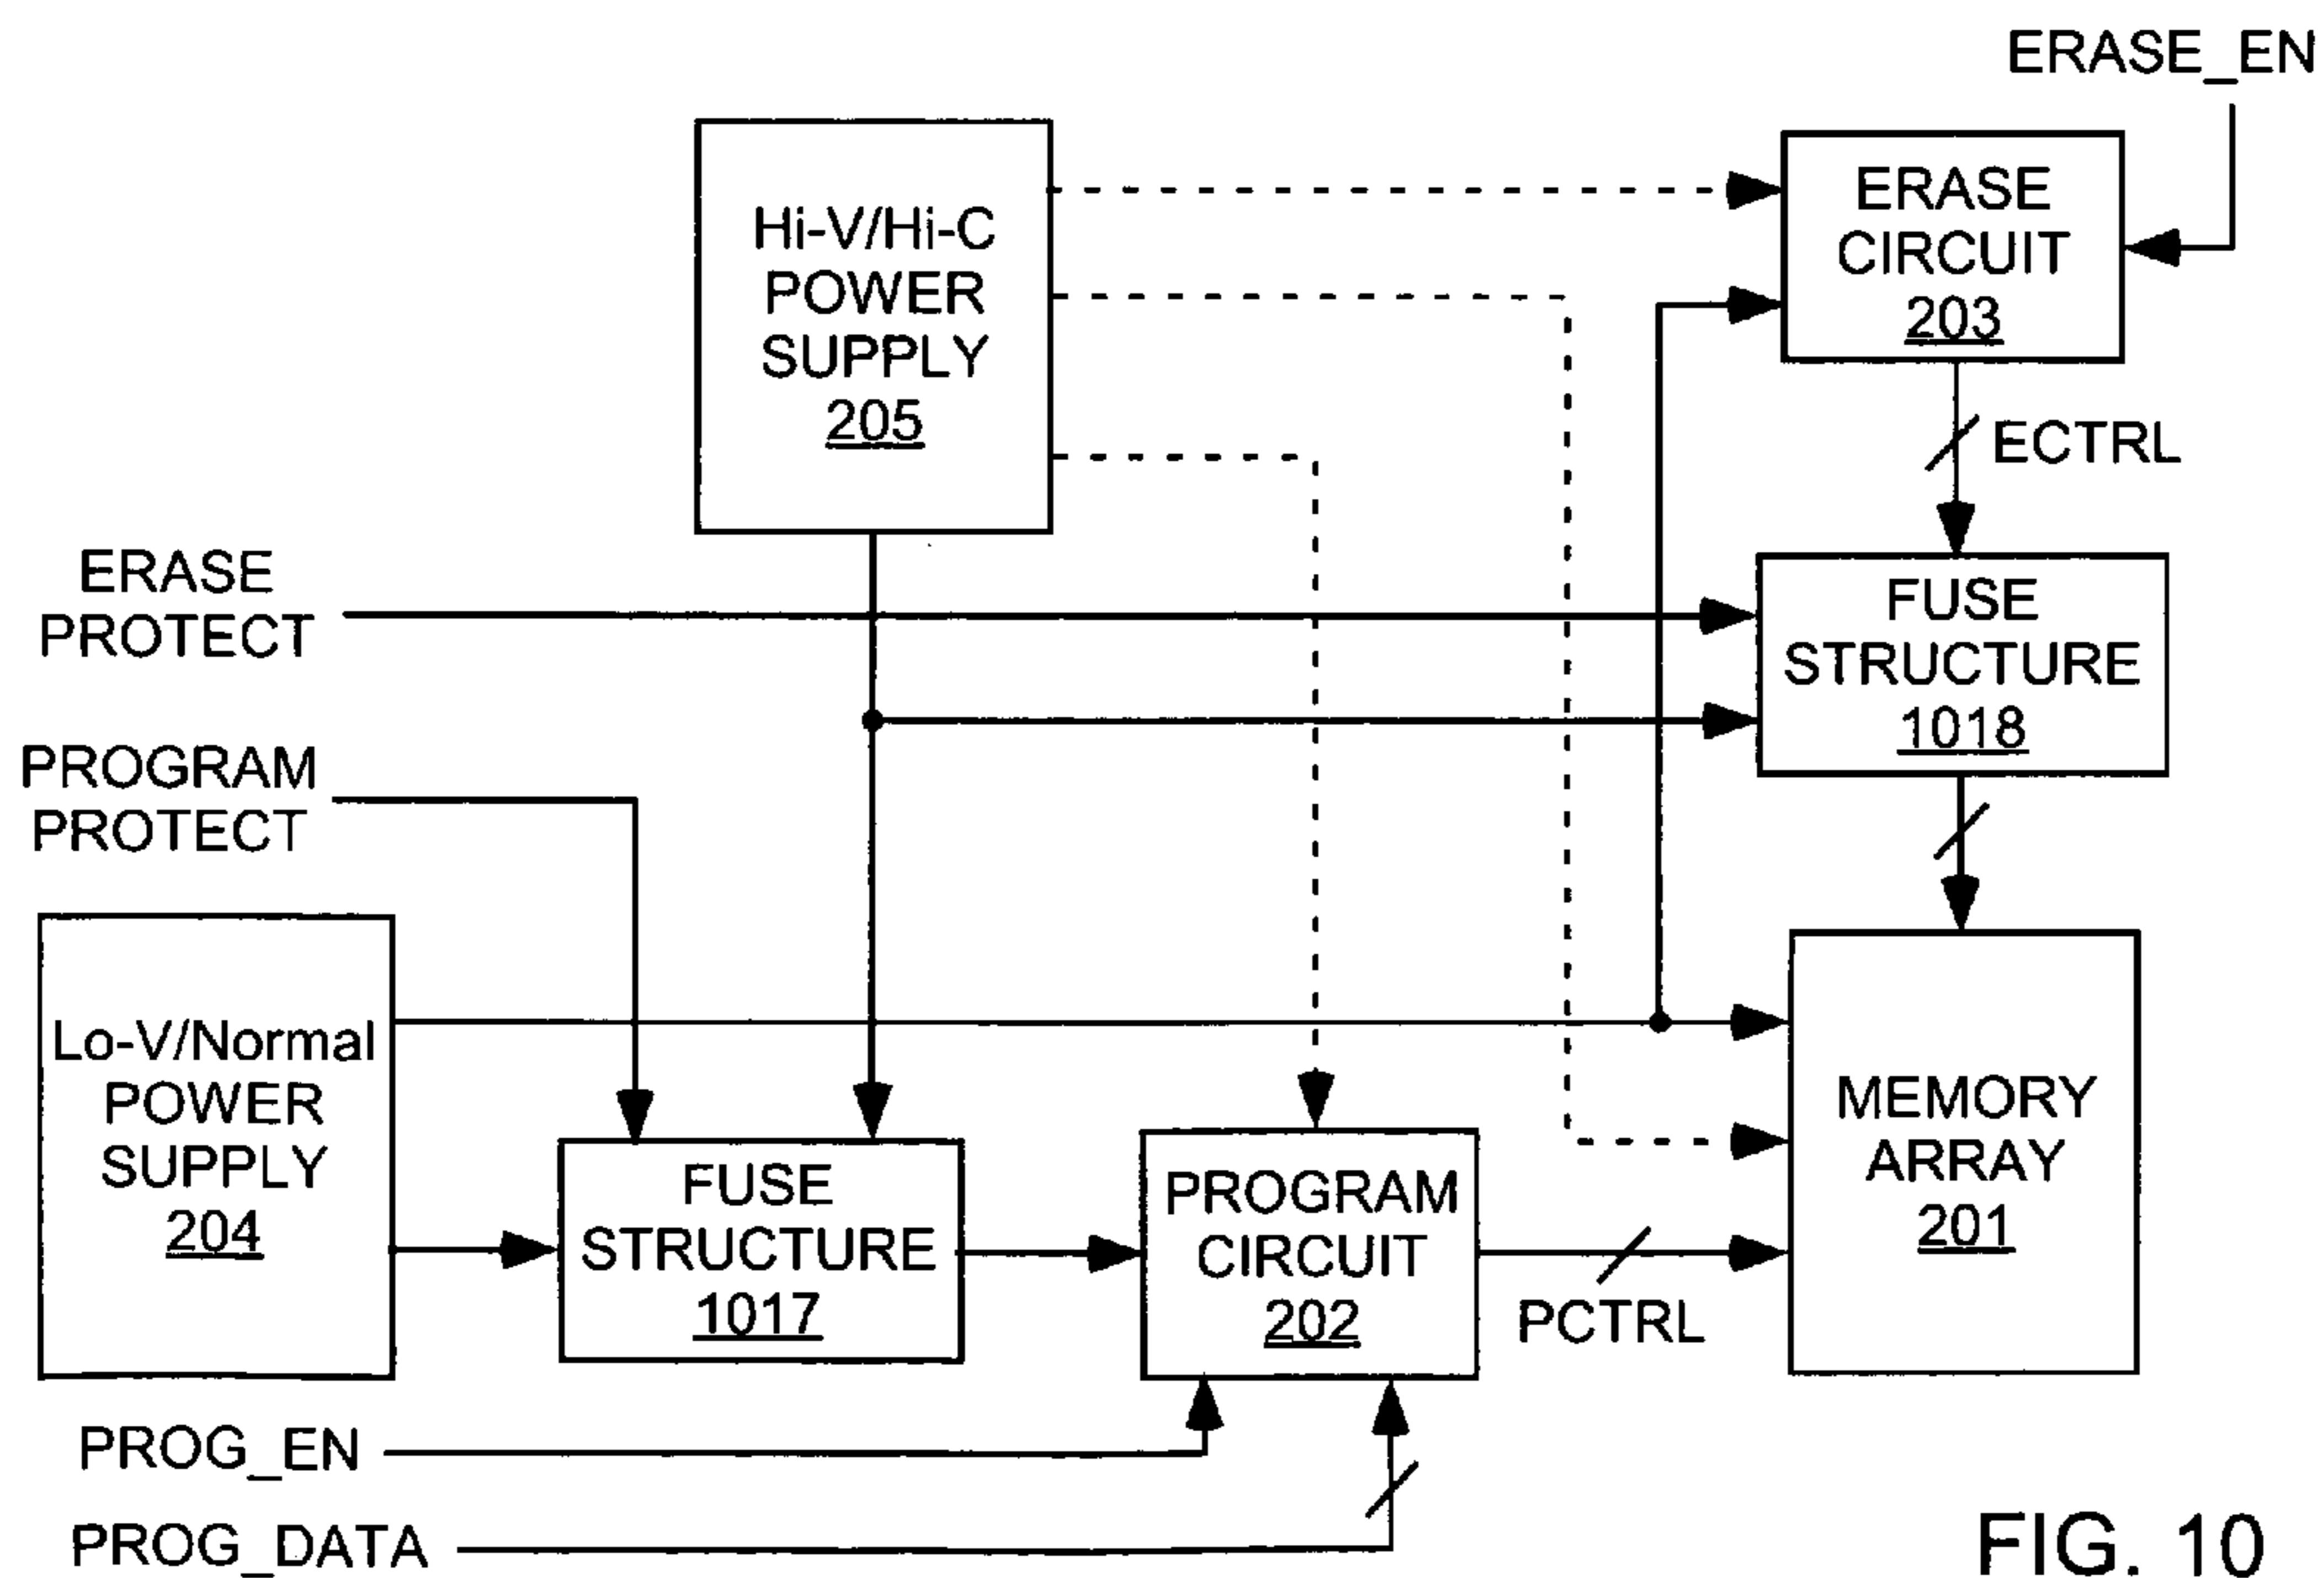 ERASE_EN
Hi-V/Hi-C
POWER
SUPPLY
205
ERASE
CIRCUIT
203
ECTRL
ERASE
PROTECT
FUSE
STRUCTURE
1018
PROGRAM
PROTECT
Lo-V/Normal
POWER
SUPPLY
204
FUSE
STRUCTURE
1017
PROGRAM
CIRCUIT
202
PCTRL
MEMORY
ARRAY
201
PROG_EN
PROG_DATA
FIG. 10